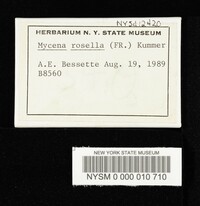 HERBARIUM N. Y. STATE MUSEUM
Mycena rosella (FR.) Kummer
A.E. Bessette Aug. 19, 1989
B8560
NEW YORK STATE MUSEUM
NYSM 0 000 010 710